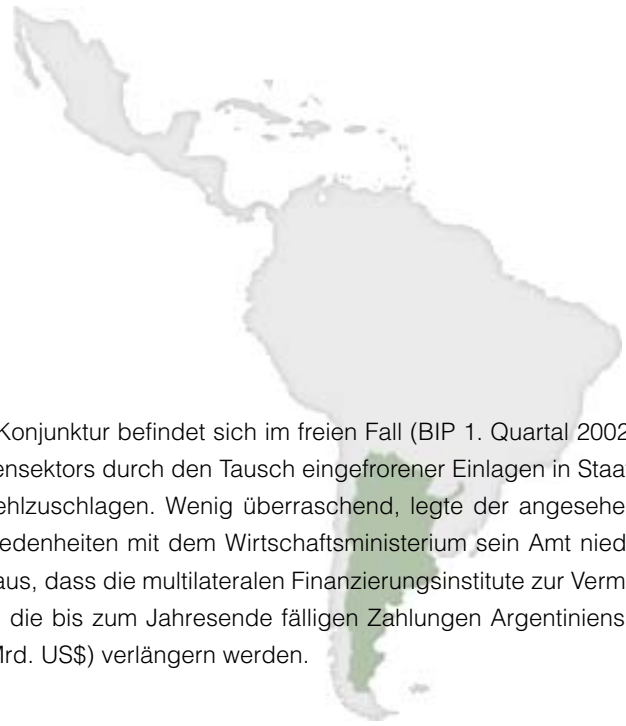 Konjunktur befindet sich im freien Fall (BIP 1. Quartal 2002
ensektors durch den Tausch eingefrorener Einlagen in Staa
ehlzuschlagen. Wenig überraschend, legte der angesehe
edenheiten mit dem Wirtschaftsministerium sein Amt nied
aus, dass die multilateralen Finanzierungsinstitute zur Verm
die bis zum Jahresende fälligen Zahlungen Argentiniens
Mrd. US$) verlängern werden.